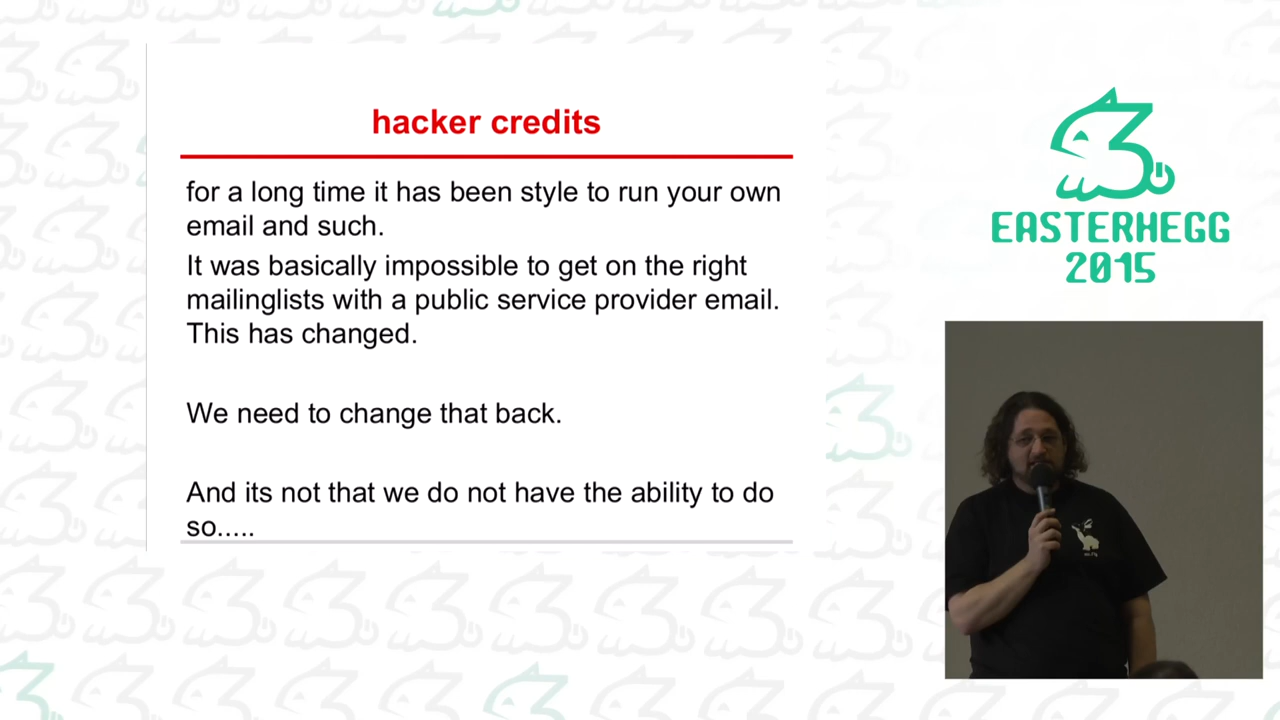 hacker credits
for a long time it has been style to run your own
email and such.
It was basically impossible to get on the right
mailinglists with a public service provider email.
This has changed.
We need to change that back.
And its not that we do not have the ability to do
so.....
EASTERHEGG
2015